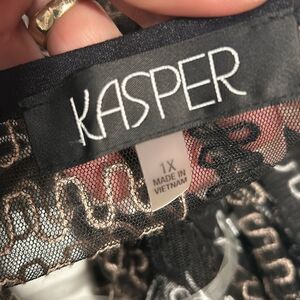 KASPER
1X
MADE IN
VIETNAM